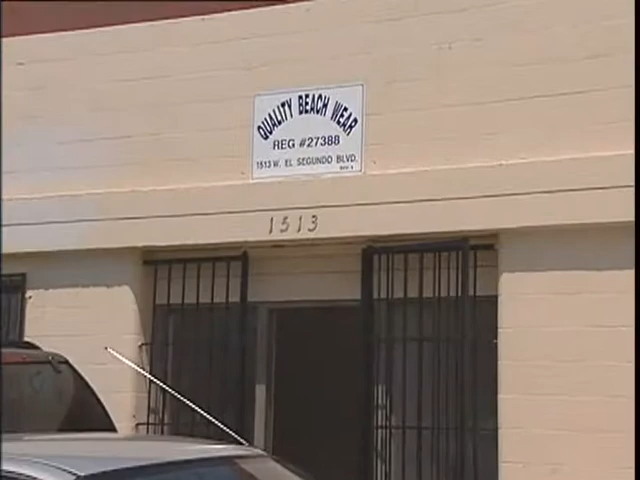 QUALITY BEACH WEAR
REG #27388
1513 W. EL SEGUNDO BLVD.
1513